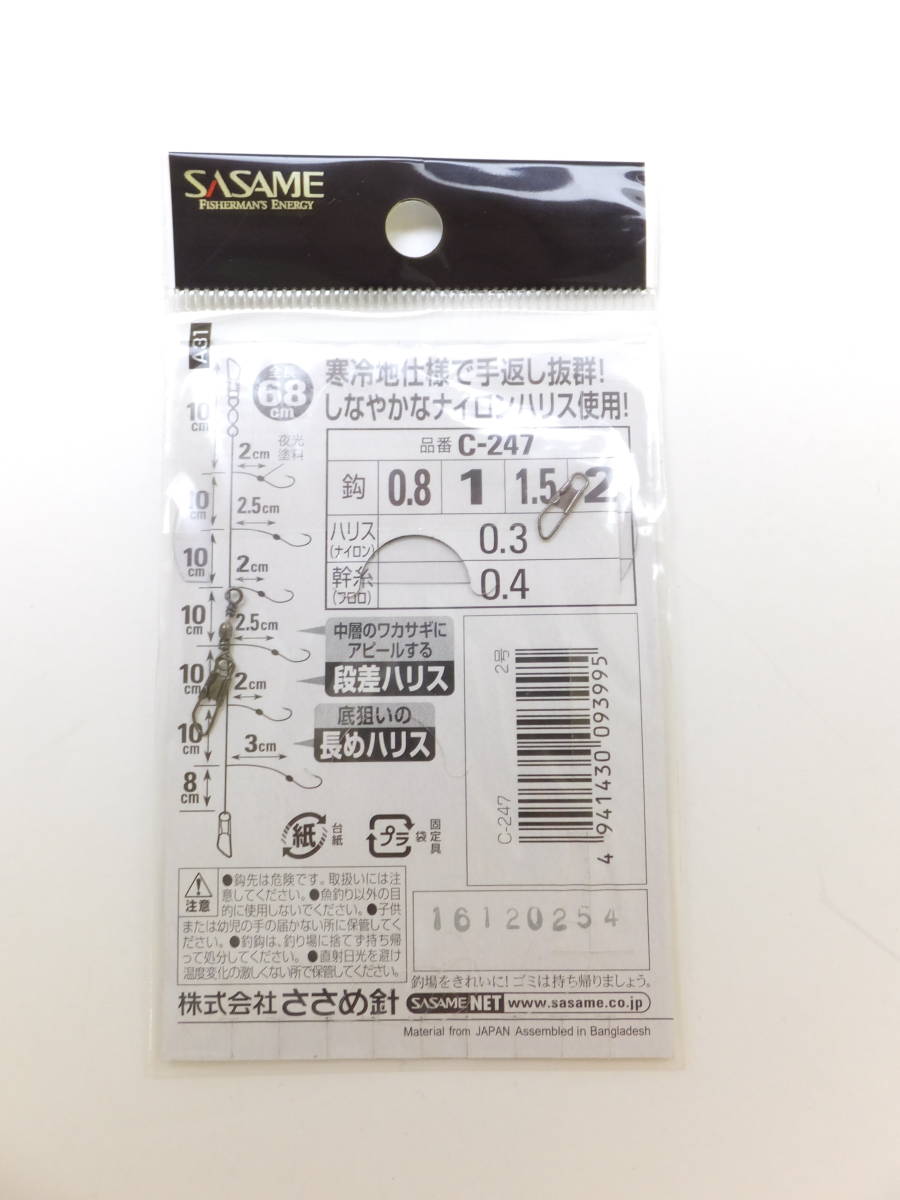 SASAME
FISHERMAN'S ENERGY
A31
全長
68
cm
寒冷地仕様で手返し抜群!
しなやかなナイロンハリス使用!
品番 C-247
鈎 0.8 1 1.5 2
ハリス
(ナイロン)
0.3
幹糸
(フロロ)
0.4
10
cm
2cm
夜光
塗料
10
cm
2.5cm
10
cm
2cm
10
cm
2.5cm
10
cm
2cm
10
cm
3cm
8
cm
中層のワカサギに
アピールする
段差ハリス
底狙いの
長めハリス
2号
C-247
4 941430 093995
紙
台紙
プラ
袋
固定具
注意
●鈎先は危険です。取扱いには注
意してください。●魚釣り以外の目
的に使用しないでください。●子供
または幼児の手の届かない所に保管してく
ださい。●釣鈎は、釣り場に捨てず持ち帰
って処分してください。●直射日光を避け
温度変化の激しくない所で保管してください。
16120254
釣場をきれいに!ゴミは持ち帰りましょう。
株式会社ささめ針 SASAME NET www.sasame.co.jp
Material from JAPAN Assembled in Bangladesh